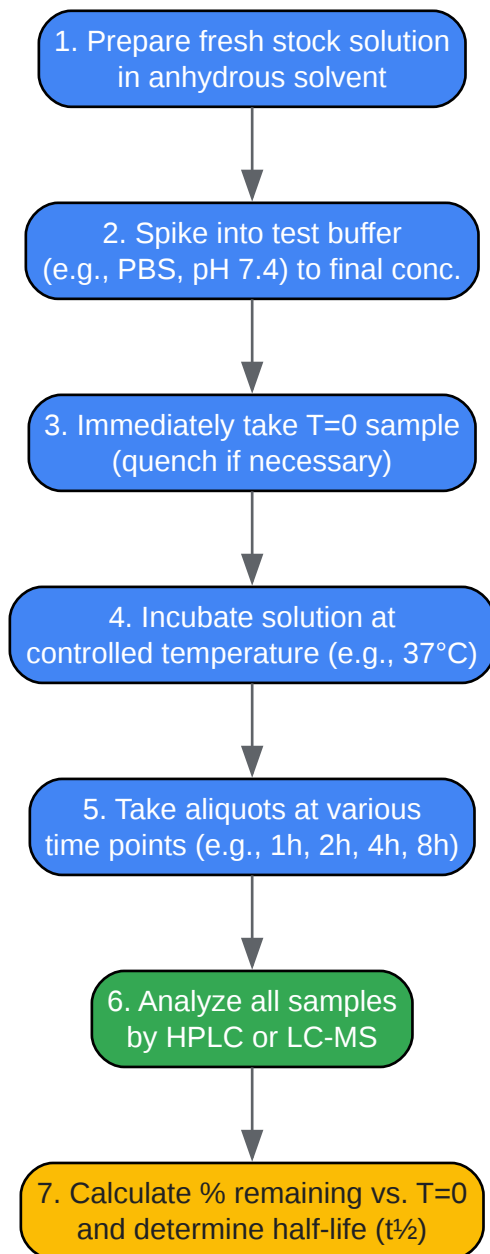 1. Prepare fresh stock solution
in anhydrous solvent
2. Spike into test buffer
(e.g., PBS, pH 7.4) to final conc.
3. Immediately take T=0 sample
(quench if necessary)
4. Incubate solution at
controlled temperature (e.g., 37°C)
5. Take aliquots at various
time points (e.g., 1h, 2h, 4h, 8h)
6. Analyze all samples
by HPLC or LC-MS
7. Calculate % remaining vs. T=0
and determine half-life (t½)